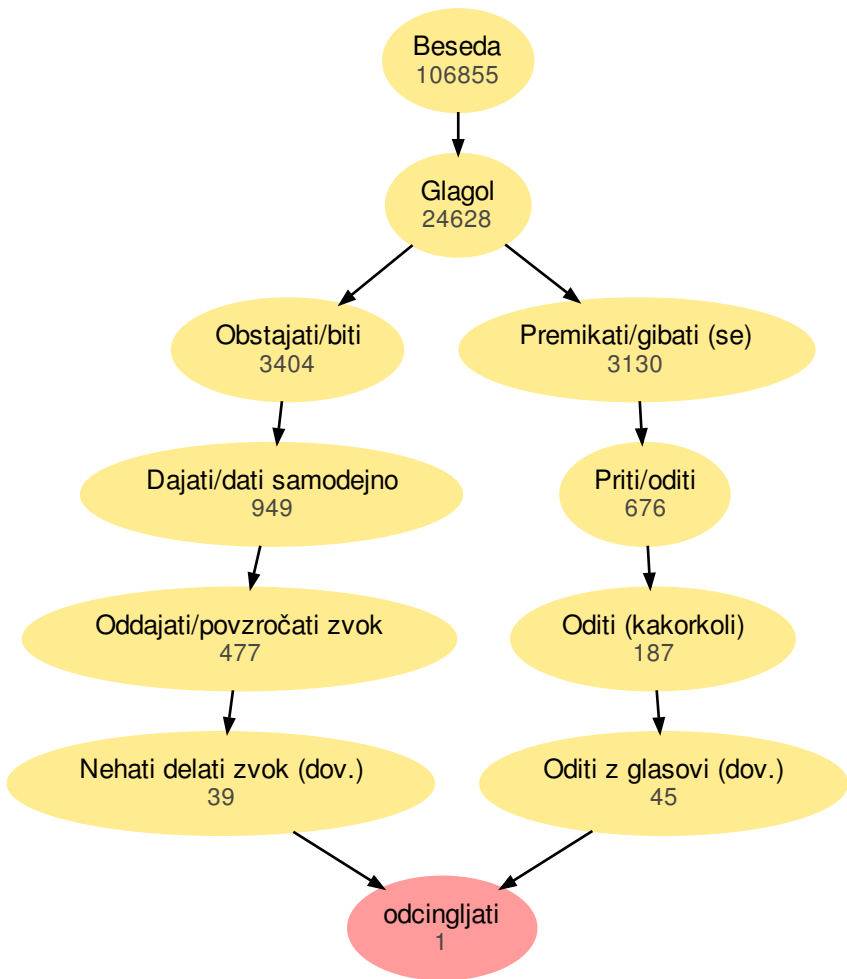 Beseda
106855
Glagol
24628
Obstajati/biti
3404
Premikati/gibati (se)
3130
Dajati/dati samodejno
949
Priti/oditi
676
Oddajati/povzročati zvok
477
Oditi (kakorkoli)
187
Nehati delati zvok (dov.)
39
Oditi z glasovi (dov.)
45
odcingljati
1